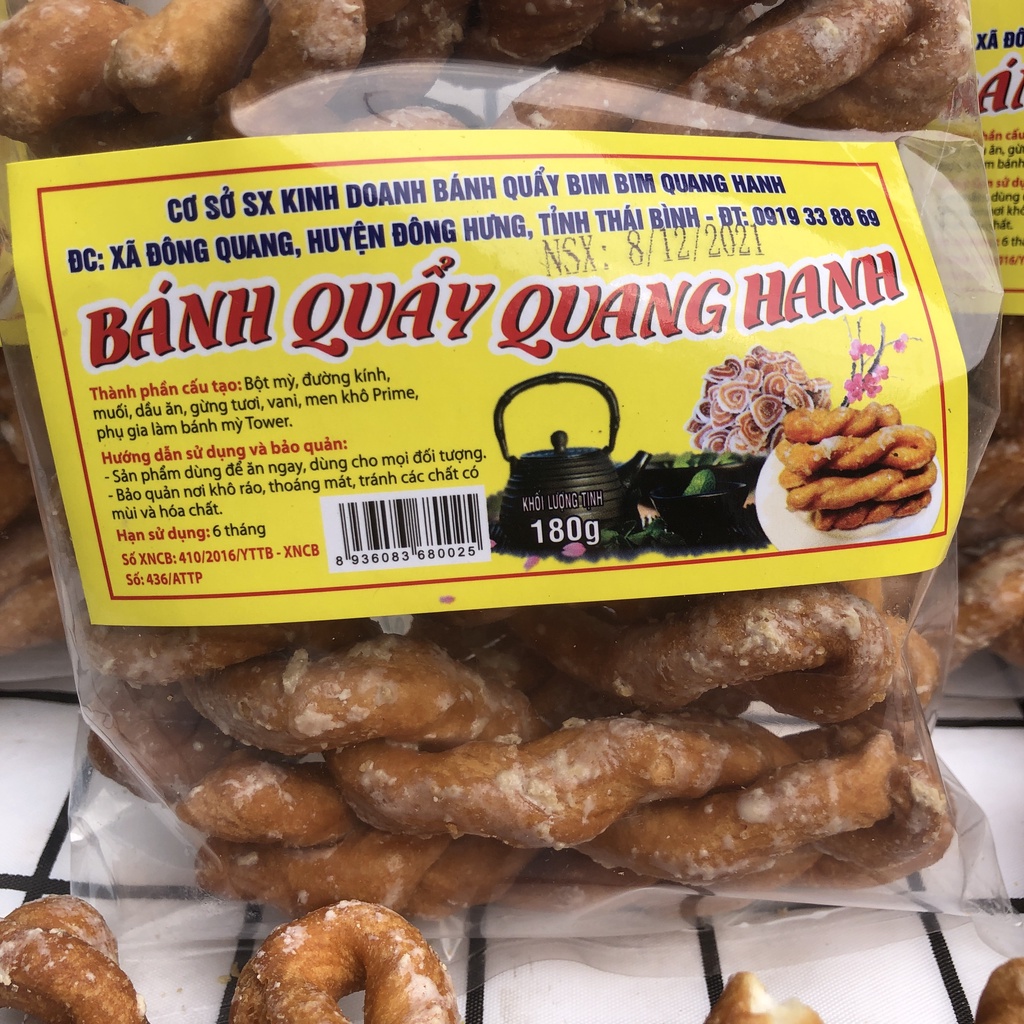 CƠ SỞ SX KINH DOANH BÁNH QUẨY BIM BIM QUANG HANH
ĐC: XÃ ĐÔNG QUANG, HUYỆN ĐÔNG HƯNG, TỈNH THÁI BÌNH - ĐT: 0919 33 88 69
NSX: 8/12/2021
BÁNH QUẨY QUANG HANH
Thành phần cấu tạo: Bột mỳ, đường kính,
muối, dầu ăn, gừng tươi, vani, men khô Prime,
phụ gia làm bánh mỳ Tower.
Hướng dẫn sử dụng và bảo quản:
- Sản phẩm dùng để ăn ngay, dùng cho mọi đối tượng.
- Bảo quản nơi khô ráo, thoáng mát, tránh các chất có
mùi và hóa chất.
Hạn sử dụng: 6 tháng
Số XNCB: 410/2016/YTTB - XNCB
Số: 436/ATTP
8 936083 680025
KHỐI LƯỢNG TỊNH
180g
XÃ